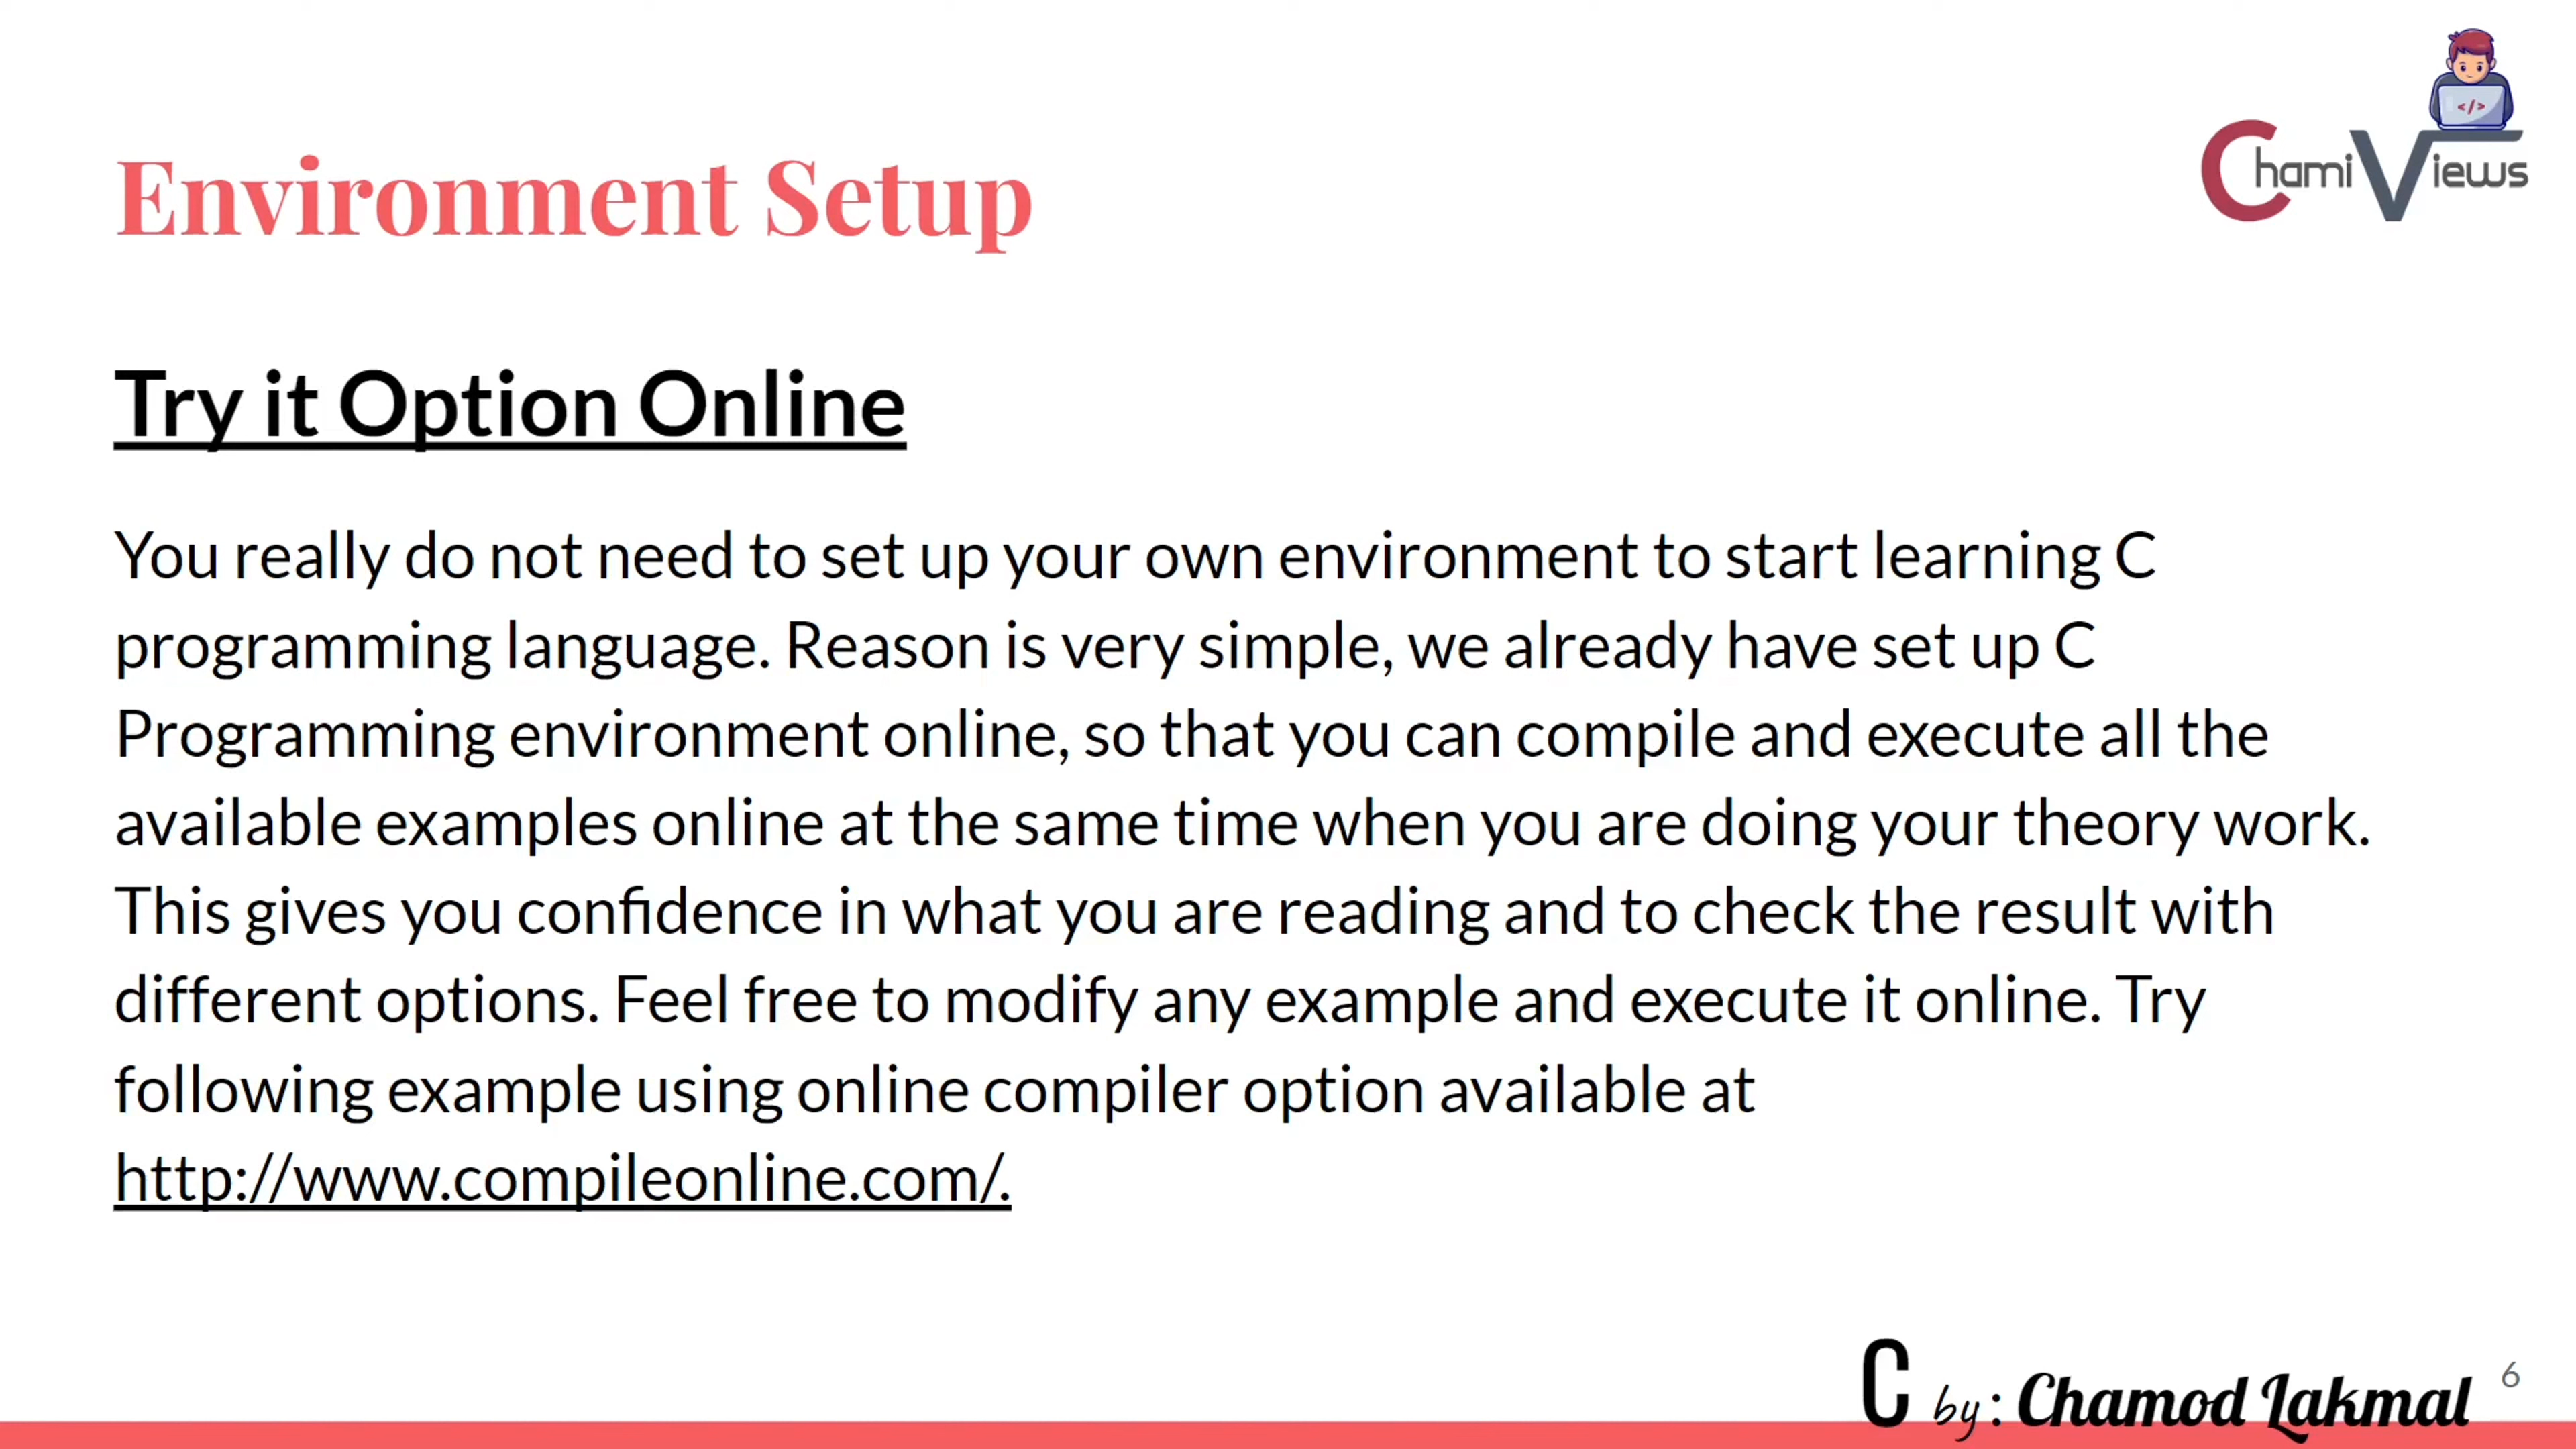 Environment Setup
</>
Chami Views
Try it Option Online
You really do not need to set up your own environment to start learning C
programming language. Reason is very simple, we already have set up C
Programming environment online, so that you can compile and execute all the
available examples online at the same time when you are doing your theory work.
This gives you confidence in what you are reading and to check the result with
different options. Feel free to modify any example and execute it online. Try
following example using online compiler option available at
http://www.compileonline.com/.
C by: Chamod Lakmal
6